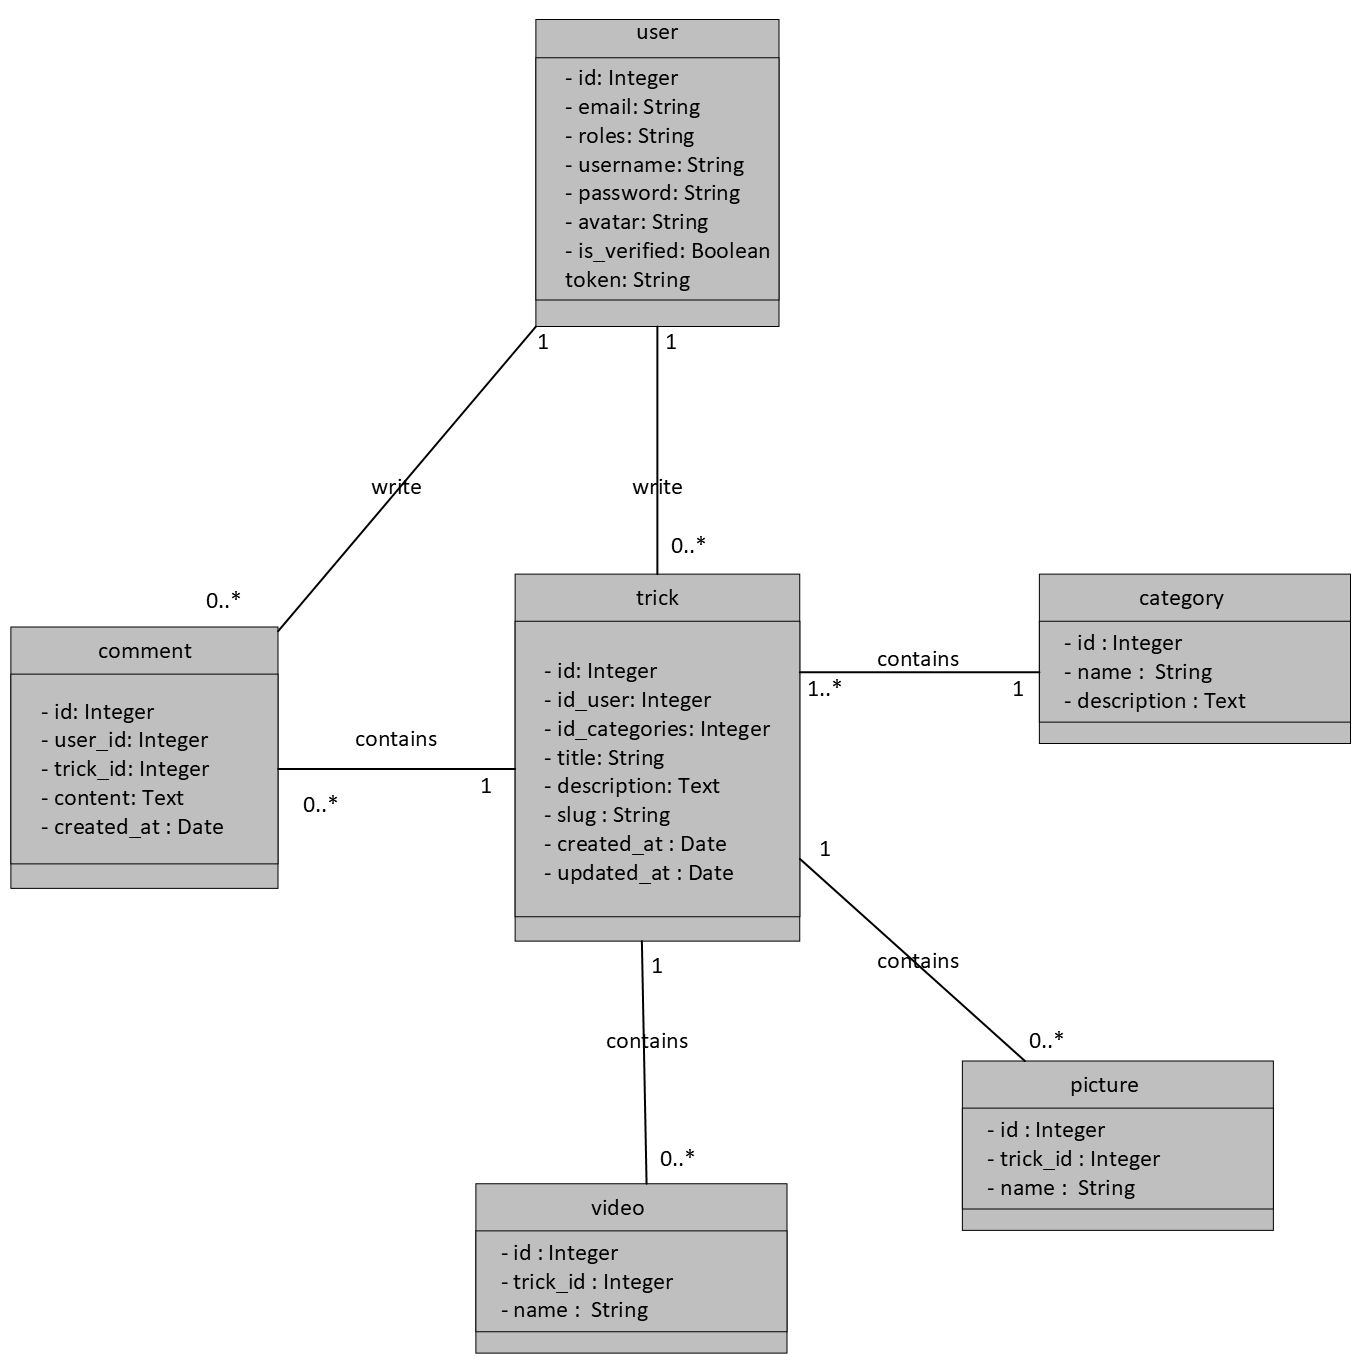 user
- id: Integer
- email: String
- roles: String
- username: String
- password: String
- avatar: String
- is_verified: Boolean
token: String
1
1
write
write
0..*
0..*
comment
- id: Integer
- user_id: Integer
- trick_id: Integer
- content: Text
- created_at : Date
contains
0..*
1
trick
- id: Integer
- id_user: Integer
- id_categories: Integer
- title: String
- description: Text
- slug : String
- created_at : Date
- updated_at : Date
contains
1..*
1
category
- id : Integer
- name :  String
- description : Text
1
contains
0..*
picture
- id : Integer
- trick_id : Integer
- name :  String
1
contains
0..*
video
- id : Integer
- trick_id : Integer
- name :  String